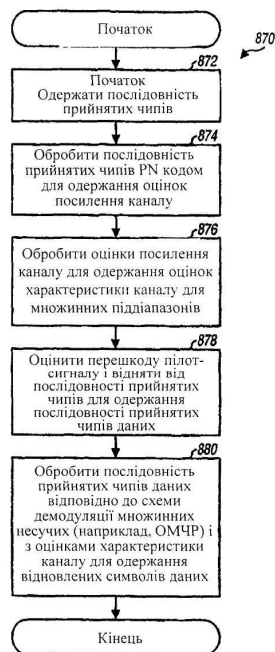 Початок
870
872
Початок
Одержати послідовність
прийнятих чипів
874
Обробити послідовність
прийнятих чипів PN кодом
для одержання оцінок
посилення каналу
876
Обробити оцінки посилення
каналу для одержання оцінок
характеристики каналу для
множинних піддіапазонів
878
Оцінити перешкоду пілот-
сигналу і відняти від
послідовності прийнятих
чипів для одержання
послідовності прийнятих
чипів даних
880
Обробити послідовність
прийнятих чипів даних
відповідно до схеми
демодуляції множинних
несучих (наприклад, ОМЧР) і
з оцінками характеристики
каналу для одержання
відновлених символів даних
Кінець